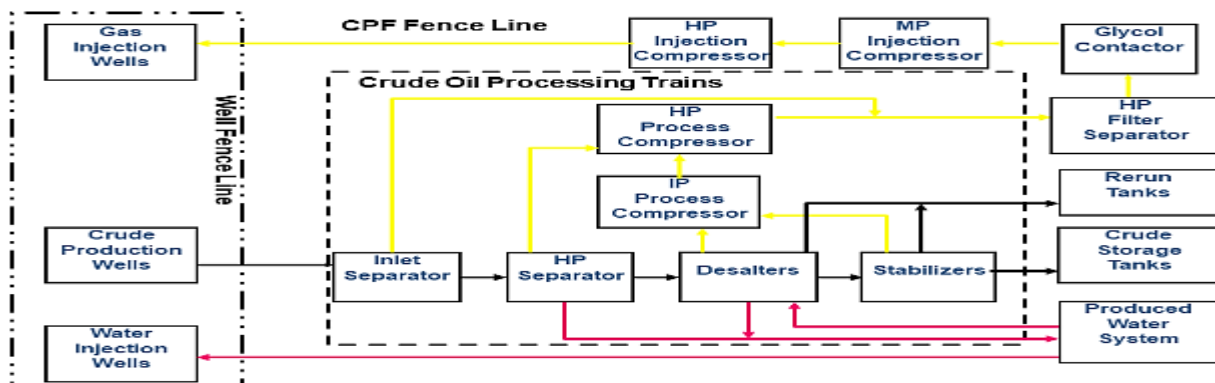 Gas
Injection
Wells
CPF Fence Line
HP
Injection
Compressor
MP
Injection
Compressor
Glycol
Contactor
Well Fence Line
Crude Oil Processing Trains
HP
Process
Compressor
HP
Filter
Separator
IP
Process
Compressor
Rerun
Tanks
Crude
Production
Wells
Inlet
Separator
HP
Separator
Desalters
Stabilizers
Crude
Storage
Tanks
Water
Injection
Wells
Produced
Water
System